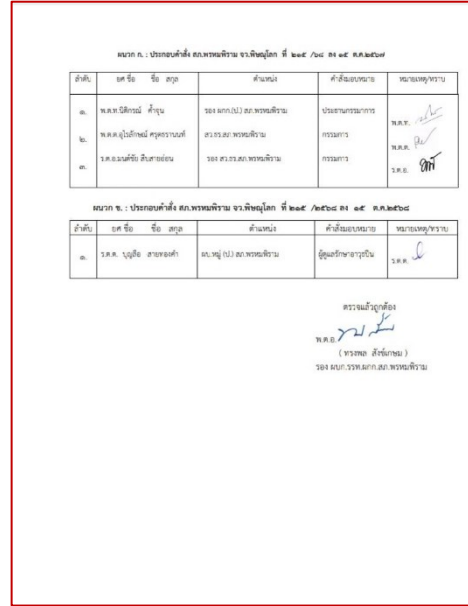 ผนวก ก. : ประกอบคำสั่ง สภ.พรหมพิราม จว.พิษณุโลก ที่ ๒๑๕ /๖๘ ลง ๑๕ ต.ค.๒๕๖๗
ลำดับ ยศ ชื่อ ชื่อ สกุล ตำแหน่ง คำสั่งมอบหมาย หมายเหตุ/ทราบ
๑. พ.ต.ท.นิติกรณ์ ค้ำจุน รอง ผกก.(ป.) สภ.พรหมพิราม ประธานกรรมการ พ.ต.ท.
๒. พ.ต.ต.อุไรลักษณ์ ครุฑธรานนท์ สว.ธร.สภ.พรหมพิราม กรรมการ พ.ต.ต.
๓. ร.ต.อ.มนต์ชัย สืบสายอ่อน รอง สว.ธร.สภ.พรหมพิราม กรรมการ ร.ต.อ.
ผนวก ข. : ประกอบคำสั่ง สภ.พรหมพิราม จว.พิษณุโลก ที่ ๒๑๕ /๒๕๖๘ ลง ๑๕ ต.ค.๒๕๖๘
ลำดับ ยศ ชื่อ ชื่อ สกุล ตำแหน่ง คำสั่งมอบหมาย หมายเหตุ/ทราบ
๑. ร.ต.ต. บุญลือ สายทองคำ ผบ.หมู่ (ป.) สภ.พรหมพิราม ผู้ดูแลรักษาอาวุธปืน ร.ต.ต.
ตรวจแล้วถูกต้อง
พ.ต.อ.
( ทรงพล สังข์เกษม )
รอง ผบก.รรท.ผกก.สภ.พรหมพิราม